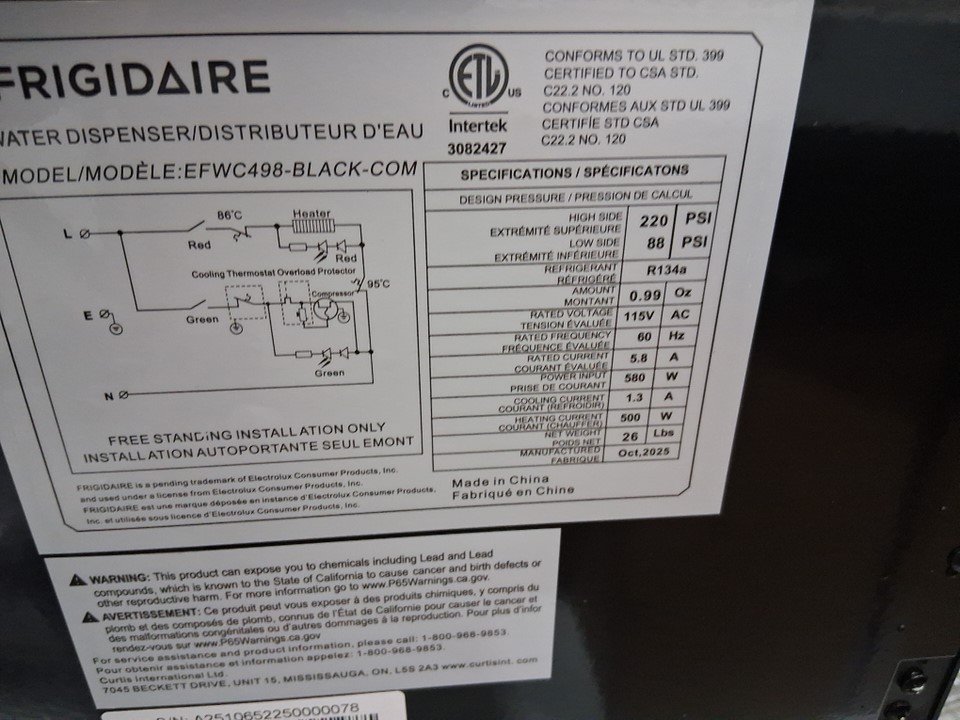 FRIGIDAIRE
WATER DISPENSER/DISTRIBUTEUR D'EAU
MODEL/MODÈLE:EFWC498-BLACK-COM
ETL
LISTED
C US
Intertek
3082427
CONFORMS TO UL STD. 399
CERTIFIED TO CSA STD.
C22.2 NO. 120
CONFORMES AUX STD UL 399
CERTIFÍE STD CSA
C22.2 NO. 120
L
86°C
Red
Heater
Red
Cooling Thermostat Overload Protector
95°C
Compressor
E
Green
Green
N
FREE STANDING INSTALLATION ONLY
INSTALLATION AUTOPORTANTE SEULEMONT
SPECIFICATIONS / SPÉCIFICATONS
DESIGN PRESSURE / PRESSION DE CALCUL
HIGH SIDE
EXTRÉMITÉ SUPÉRIEURE
220 PSI
LOW SIDE
EXTRÉMITÉ INFÉRIEURE
88 PSI
REFRIGERANT
RÉFRIGÉRÉ
R134a
AMOUNT
MONTANT
0.99 Oz
RATED VOLTAGE
TENSION ÉVALUÉE
115V AC
RATED FREQUENCY
FRÉQUENCE ÉVALUÉE
60 Hz
RATED CURRENT
COURANT ÉVALUÉE
5.8 A
POWER INPUT
PRISE DE COURANT
580 W
COOLING CURRENT
COURANT (REFROIDIR)
1.3 A
HEATING CURRENT
COURANT (CHAUFFER)
500 W
NET WEIGHT
POIDS NET
26 Lbs
MANUFACTURED
FABRIQUE
Oct,2025
FRIGIDAIRE is a pending trademark of Electrolux Consumer Products, Inc.
and used under a license from Electrolux Consumer Products, Inc.
FRIGIDAIRE est une marque déposée en instance d'Electrolux Consumer Products,
Inc. et utilisée sous licence d'Electrolux Consumer Products, Inc.
Made in China
Fabriqué en Chine
WARNING: This product can expose you to chemicals including Lead and Lead
compounds, which is known to the State of California to cause cancer and birth defects or
other reproductive harm. For more information go to www.P65Warnings.ca.gov.
AVERTISSEMENT: Ce produit peut vous exposer à des produits chimiques, y compris du
plomb et des composés de plomb, connus de l'État de Californie pour causer le cancer et
des malformations congénitales ou d'autres dommages à la reproduction. Pour plus d'infor
rendez-vous sur www.P65Warnings.ca.gov
For service assistance and product information, please call: 1-800-968-9853.
Pour obtenir assistance et information appelez: 1-800-968-9853.
Curtis International Ltd.
7045 BECKETT DRIVE, UNIT 15, MISSISSAUGA, ON, L5S 2A3 www.curtisint.com
S/N: A2510652250000078